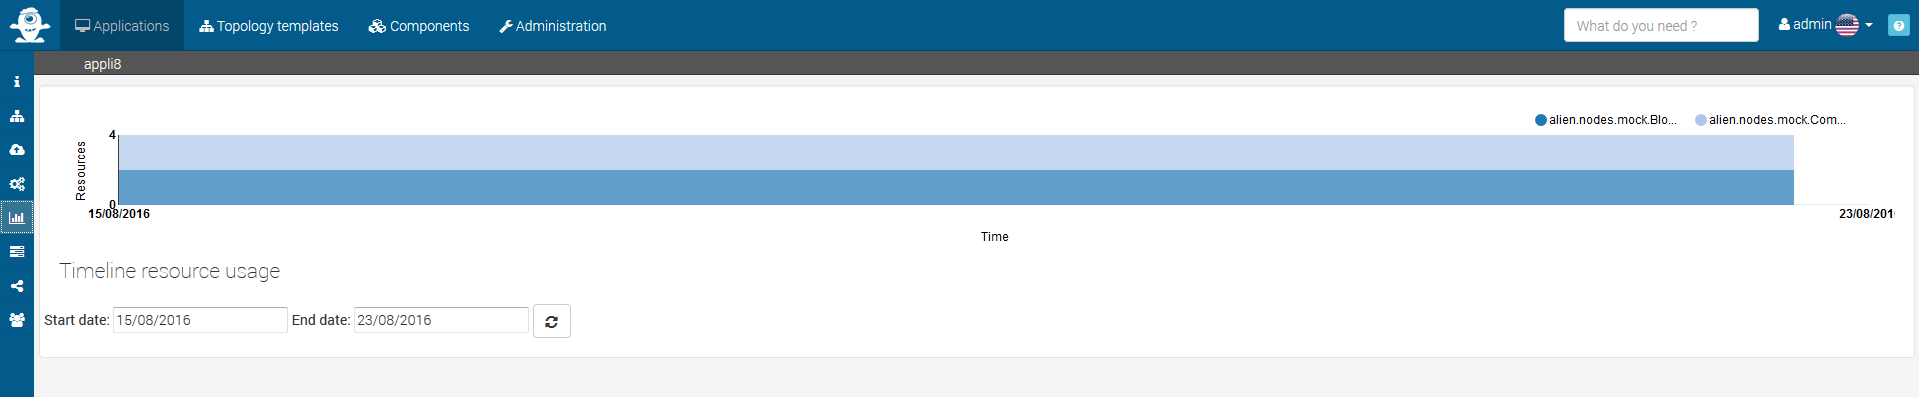 Applications Topology templates Components Administration What do you need ? admin
appli8
alien.nodes.mock.Blo... alien.nodes.mock.Com...
4
Resources
0
15/08/2016 23/08/201
Time
Timeline resource usage
Start date: 15/08/2016 End date: 23/08/2016